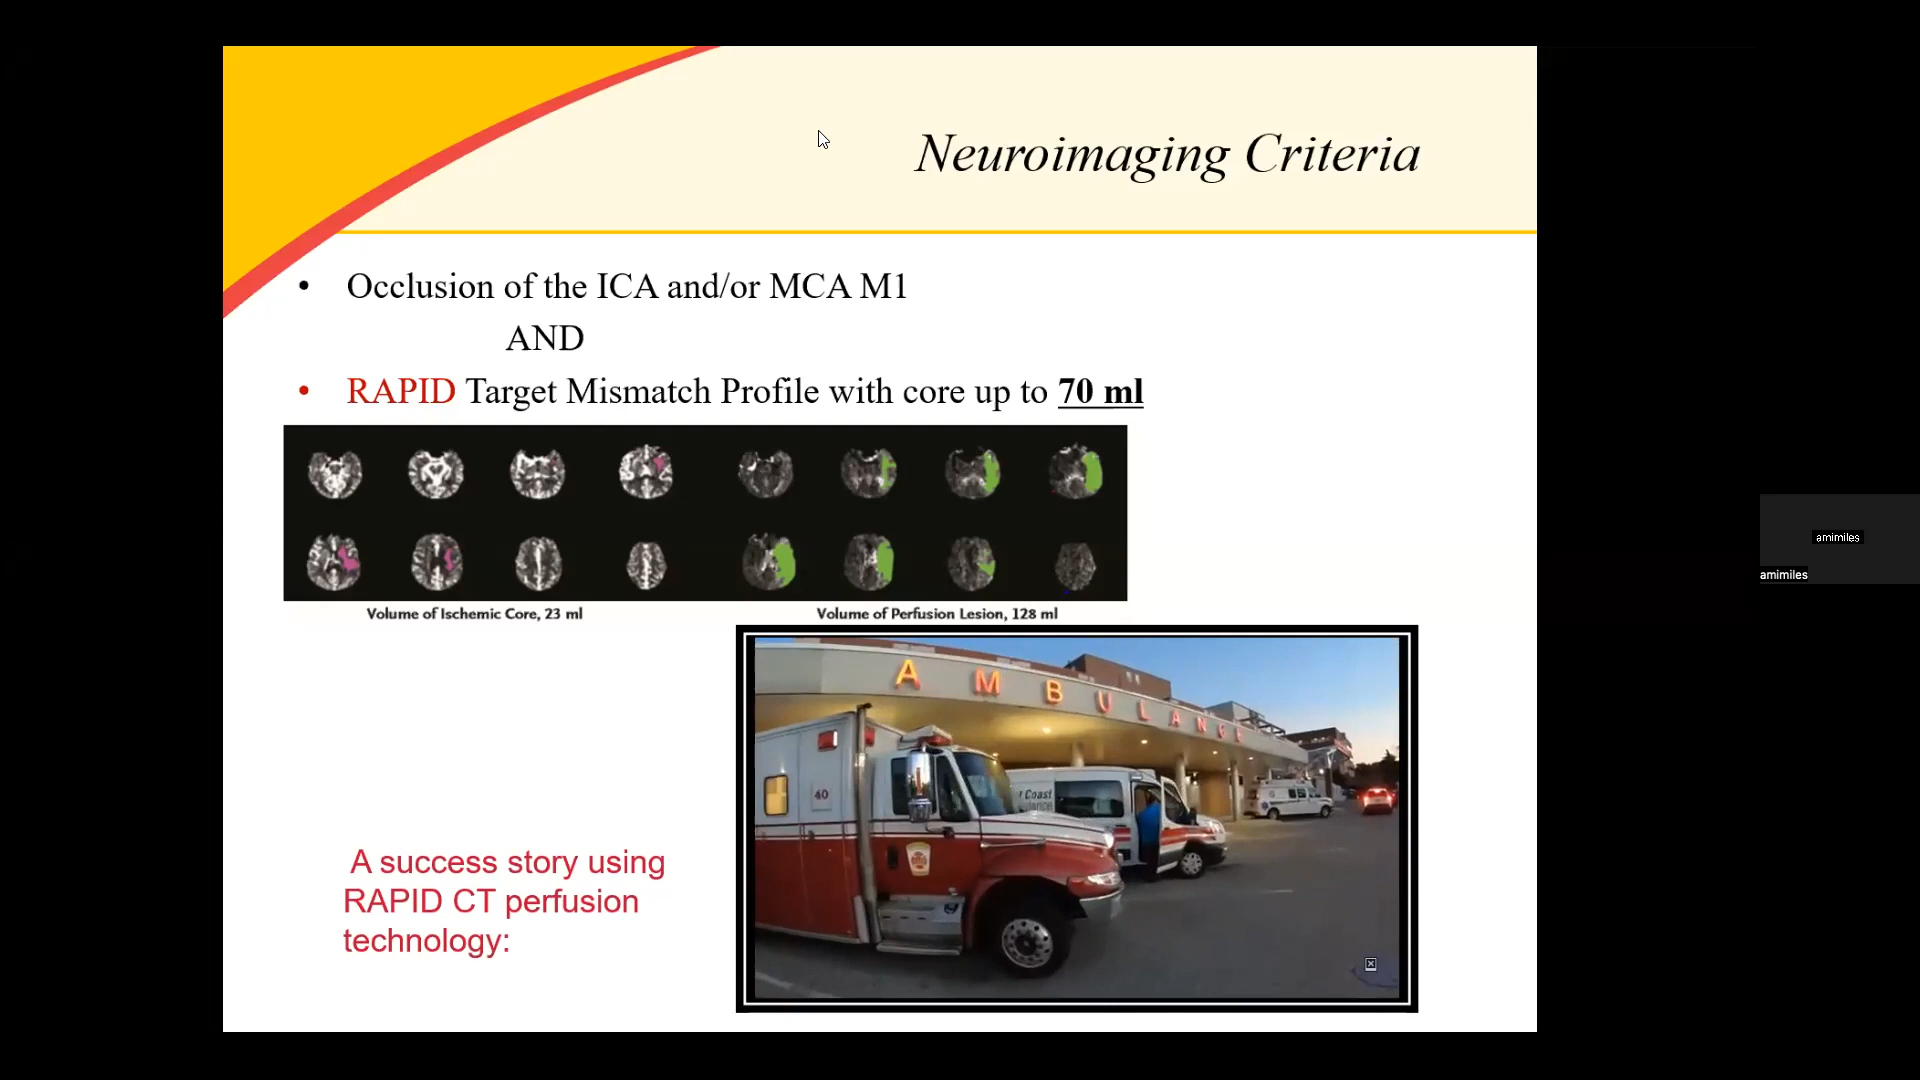 Neuroimaging Criteria
• Occlusion of the ICA and/or MCA M1
AND
• RAPID Target Mismatch Profile with core up to 70 ml
Volume of Ischemic Core, 23 ml
Volume of Perfusion Lesion, 128 ml
AMBULANCE
40
Coast
A success story using
RAPID CT perfusion
technology:
amimiles
amimiles